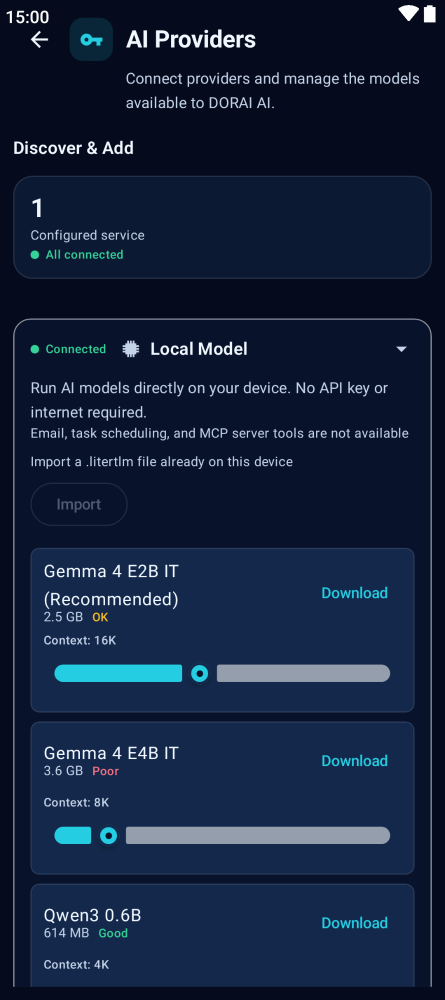 15:00
AI Providers
Connect providers and manage the models
available to DORAI AI.
Discover & Add
1
Configured service
All connected
Connected
Local Model
Run AI models directly on your device. No API key or
internet required.
Email, task scheduling, and MCP server tools are not available
Import a .litertlm file already on this device
Import
Gemma 4 E2B IT
(Recommended)
2.5 GB OK
Download
Context: 16K
Gemma 4 E4B IT
3.6 GB Poor
Download
Context: 8K
Qwen3 0.6B
614 MB Good
Download
Context: 4K